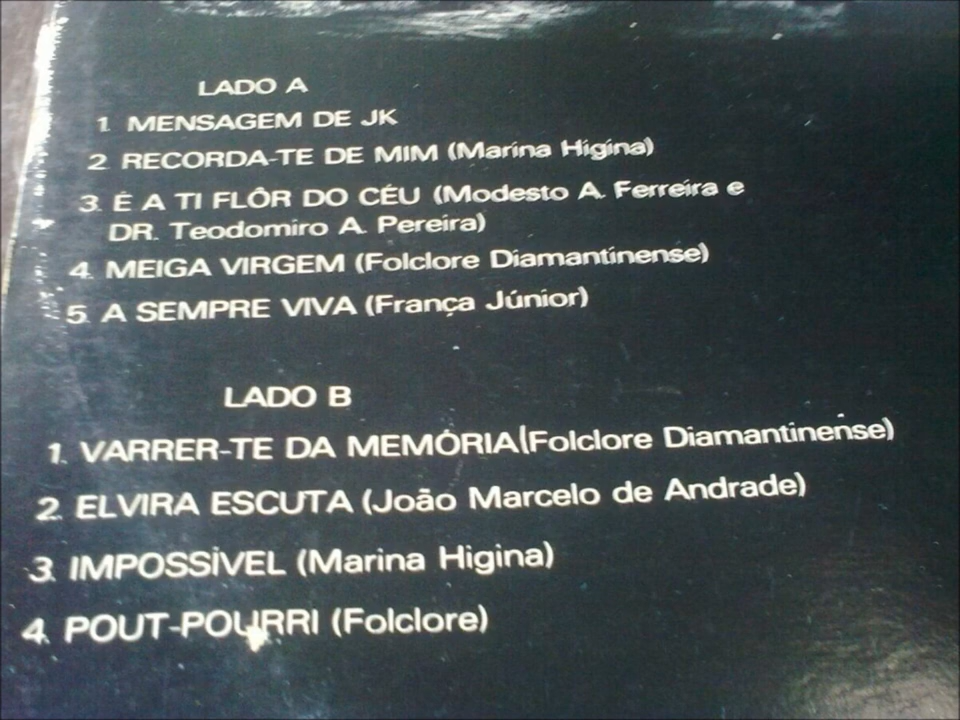 LADO A
1. MENSAGEM DE JK
2. RECORDA-TE DE MIM (Marina Higina)
3. É A TI FLÔR DO CÉU (Modesto A. Ferreira e
DR. Teodomiro A. Pereira)
4. MEIGA VIRGEM (Folclore Diamantinense)
5. A SEMPRE VIVA (França Júnior)
LADO B
1. VARRER-TE DA MEMÓRIA (Folclore Diamantinense)
2. ELVIRA ESCUTA (João Marcelo de Andrade)
3. IMPOSSÍVEL (Marina Higina)
4. POUT-POURRI (Folclore)